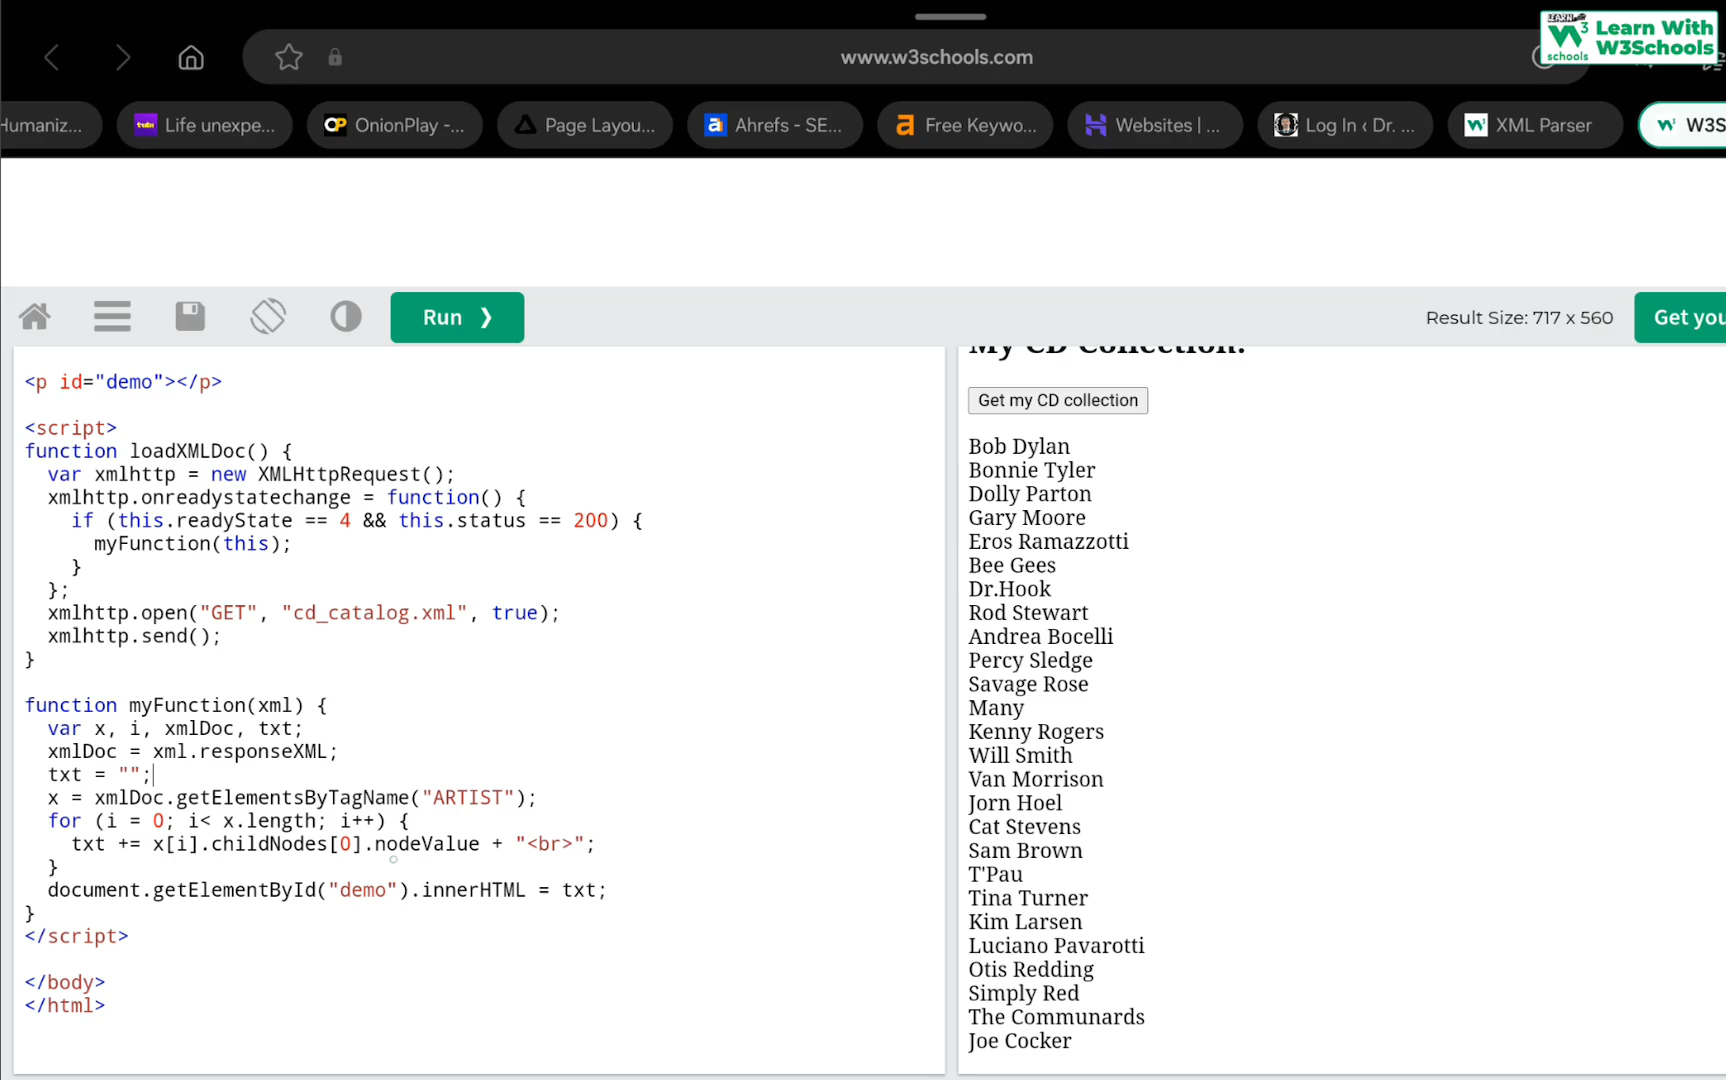 LEARN
W3 schools
Learn With
W3Schools
www.w3schools.com
Humaniz...
tubi
Life unexpe...
OP
OnionPlay -...
Page Layou...
a
Ahrefs - SE...
a
Free Keywo...
Websites | ...
Log In ‹ Dr. ...
XML Parser
W3S
Run ❯
Result Size: 717 x 560
Get you
My CD Collection:
<p id="demo"></p>
<script>
function loadXMLDoc() {
  var xmlhttp = new XMLHttpRequest();
  xmlhttp.onreadystatechange = function() {
    if (this.readyState == 4 && this.status == 200) {
      myFunction(this);
    }
  };
  xmlhttp.open("GET", "cd_catalog.xml", true);
  xmlhttp.send();
}
function myFunction(xml) {
  var x, i, xmlDoc, txt;
  xmlDoc = xml.responseXML;
  txt = "";
  x = xmlDoc.getElementsByTagName("ARTIST");
  for (i = 0; i< x.length; i++) {
    txt += x[i].childNodes[0].nodeValue + "<br>";
  }
  document.getElementById("demo").innerHTML = txt;
}
</script>
</body>
</html>
Get my CD collection
Bob Dylan
Bonnie Tyler
Dolly Parton
Gary Moore
Eros Ramazzotti
Bee Gees
Dr.Hook
Rod Stewart
Andrea Bocelli
Percy Sledge
Savage Rose
Many
Kenny Rogers
Will Smith
Van Morrison
Jorn Hoel
Cat Stevens
Sam Brown
T'Pau
Tina Turner
Kim Larsen
Luciano Pavarotti
Otis Redding
Simply Red
The Communards
Joe Cocker